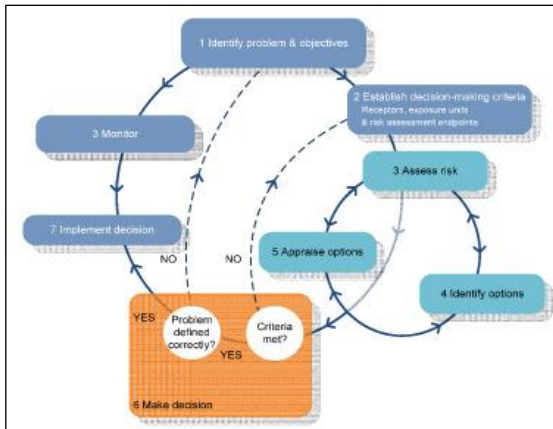 1 Identify problem & objectives
2 Establish decision-making criteria
Receptors, exposure units
& risk assessment endpoints
3 Monitor
3 Assess risk
7 Implement decision
NO
NO
5 Appraise options
4 Identify options
YES
Problem
defined
correctly?
YES
Criteria
met?
6 Make decision